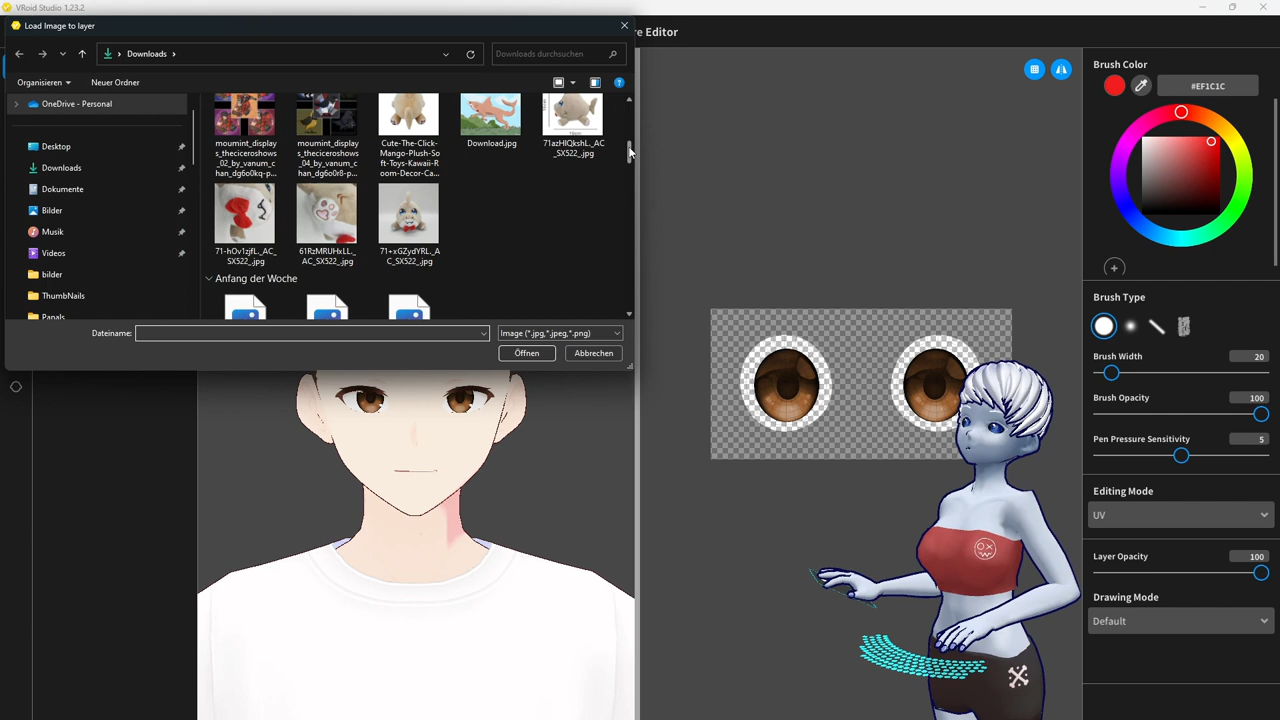 VRoid Studio 1.23.2
Load Image to layer
re Editor
Downloads
Downloads durchsuchen
Organisieren
Neuer Ordner
OneDrive - Personal
Desktop
Downloads
Dokumente
Bilder
Musik
Videos
bilder
ThumbNails
Panals
moumint_display
s_theciceroshows
_02_by_vanum_c
han_dg6o0kq-p...
moumint_display
s_theciceroshows
_04_by_vanum_c
han_dg6o0r8-p...
Cute-The-Click-
Mango-Plush-So
ft-Toys-Kawaii-R
oom-Decor-Ca...
Download.jpg
71azHlQkshL._AC
_SX522_.jpg
71-hOv1zjfL._AC_
SX522_.jpg
61RzMRUHxLL._
AC_SX522_.jpg
71+xGZydYRL._A
C_SX522_.jpg
Anfang der Woche
Dateiname:
Image (*.jpg,*.jpeg,*.png)
Öffnen
Abbrechen
Brush Color
#EF1C1C
Brush Type
Brush Width
20
Brush Opacity
100
Pen Pressure Sensitivity
5
Editing Mode
UV
Layer Opacity
100
Drawing Mode
Default